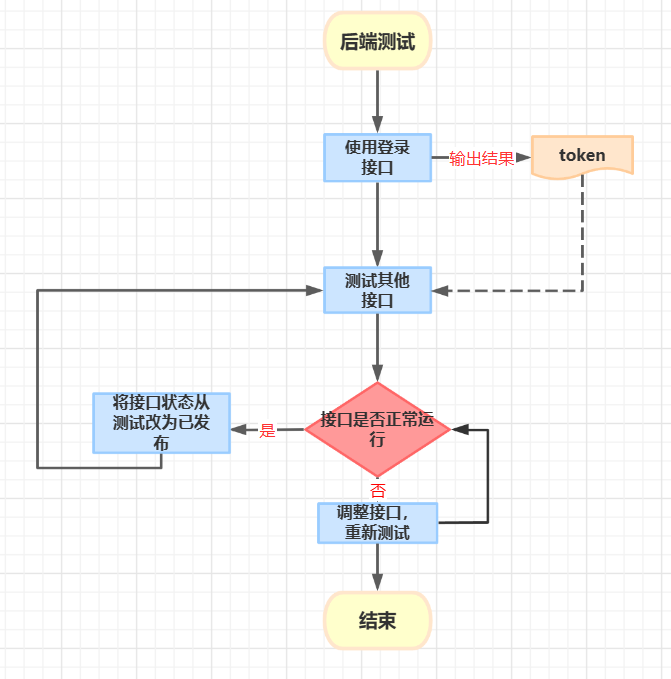 后端测试
使用登录
接口
输出结果
token
测试其他
接口
将接口状态从
测试改为已发
布
是
接口是否正常运
行
否
调整接口，
重新测试
结束